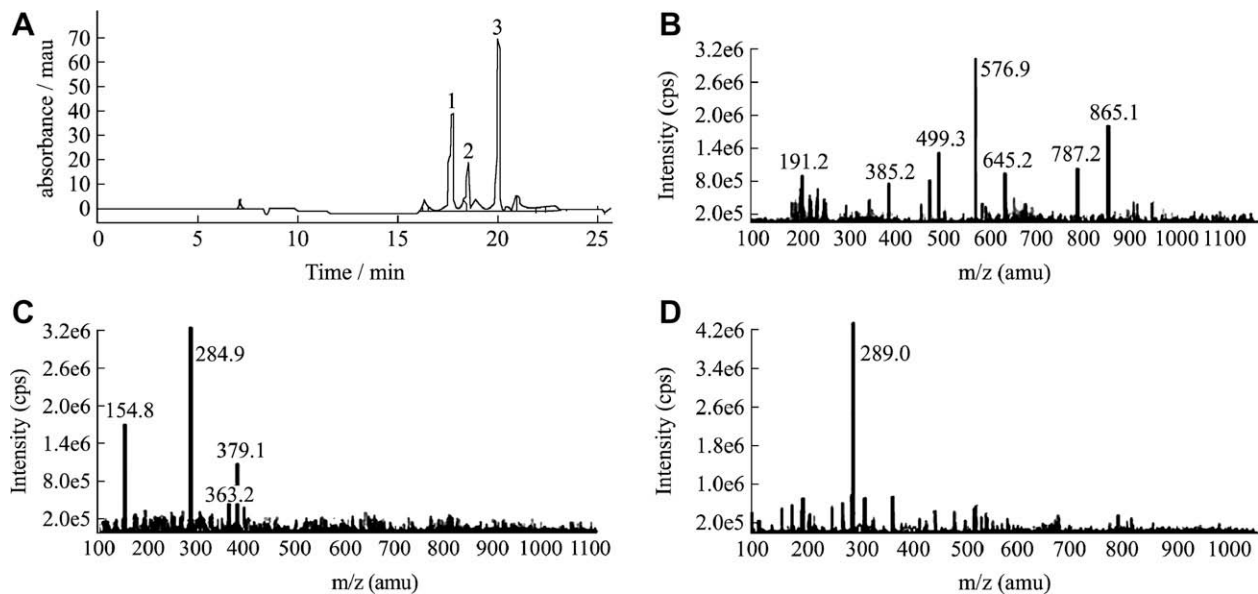 A
absorbance / mau
70
60
50
40
30
20
10
0
1
2
3
0 5 10 15 20 25
Time / min
B
Intensity (cps)
3.2e6
2.6e6
2.0e6
1.4e6
8.0e5
2.0e5
191.2
385.2
499.3
576.9
645.2
787.2
865.1
100 200 300 400 500 600 700 800 900 1000 1100
m/z (amu)
C
Intensity (cps)
3.2e6
2.6e6
2.0e6
1.4e6
8.0e5
2.0e5
154.8
284.9
379.1
363.2
100 200 300 400 500 600 700 800 900 1000 1100
m/z (amu)
D
Intensity (cps)
4.2e6
3.4e6
2.6e6
1.8e6
1.0e6
2.0e5
289.0
100 200 300 400 500 600 700 800 900 1000
m/z (amu)